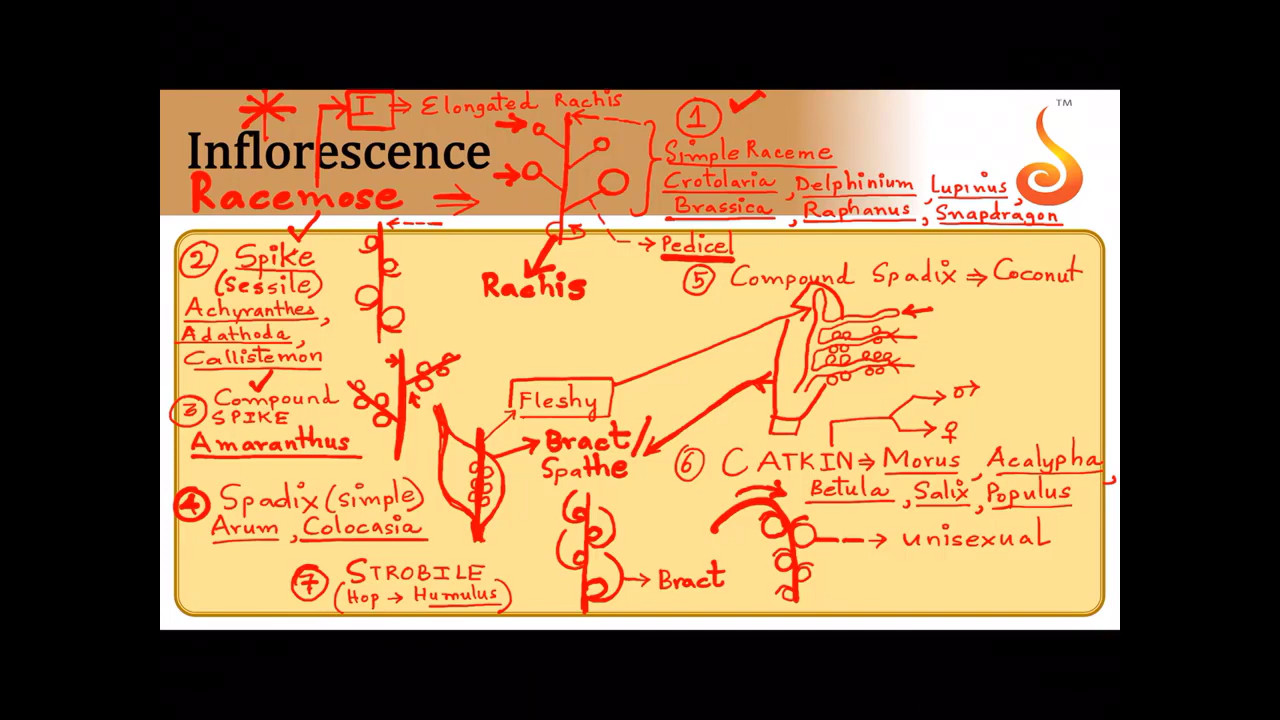 I ⇒ Elongated Rachis
Inflorescence
Racemose ⇒
1
Simple Raceme
Crotolaria, Delphinium, Lupinus,
Brassica, Raphanus, Snapdragon
TM
→ Pedicel
Rachis
2 Spike
(Sessile)
Achyranthes,
Adathoda,
Callistemon
3 Compound
SPIKE
Amaranthus
4 Spadix (simple)
Arum, Colocasia
Fleshy
Bract/
Spathe
5 Compound Spadix ⇒ Coconut
♂
♀
6 CATKIN ⇒ Morus, Acalypha,
Betula, Salix, Populus
→ unisexual
7 STROBILE
(Hop → Humulus)
→ Bract